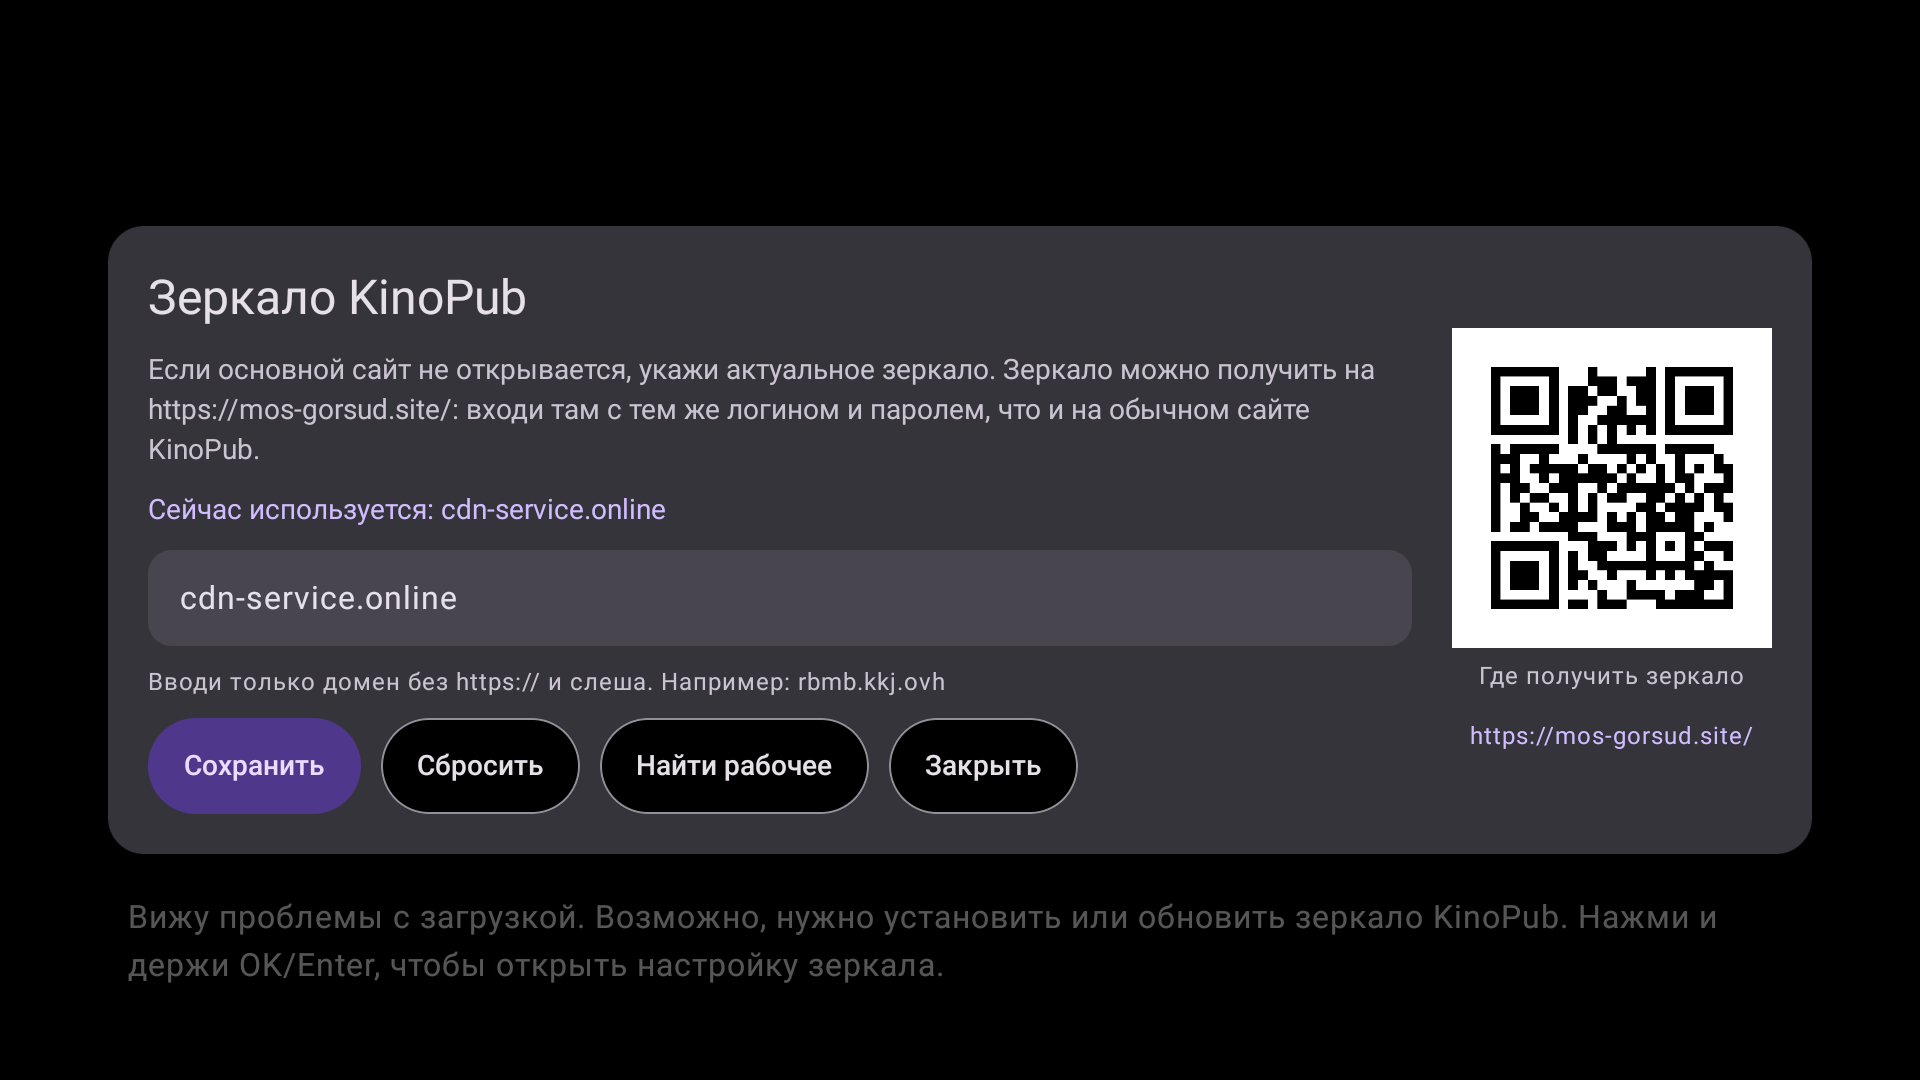 Зеркало KinoPub
Если основной сайт не открывается, укажи актуальное зеркало. Зеркало можно получить на
https://mos-gorsud.site/: входи там с тем же логином и паролем, что и на обычном сайте
KinoPub.
Сейчас используется: cdn-service.online
cdn-service.online
Вводи только домен без https:// и слеша. Например: rbmb.kkj.ovh
Сохранить
Сбросить
Найти рабочее
Закрыть
Где получить зеркало
https://mos-gorsud.site/
Вижу проблемы с загрузкой. Возможно, нужно установить или обновить зеркало KinoPub. Нажми и
держи OK/Enter, чтобы открыть настройку зеркала.